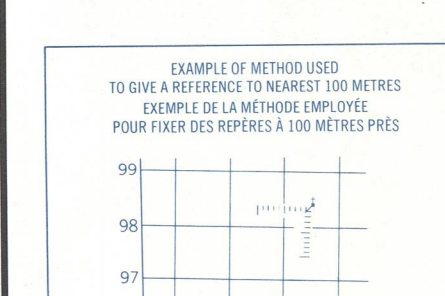 EXAMPLE OF METHOD USED
TO GIVE A REFERENCE TO NEAREST 100 METRES
EXEMPLE DE LA MÉTHODE EMPLOYÉE
POUR FIXER DES REPÈRES À 100 MÈTRES PRÈS
99
98
97